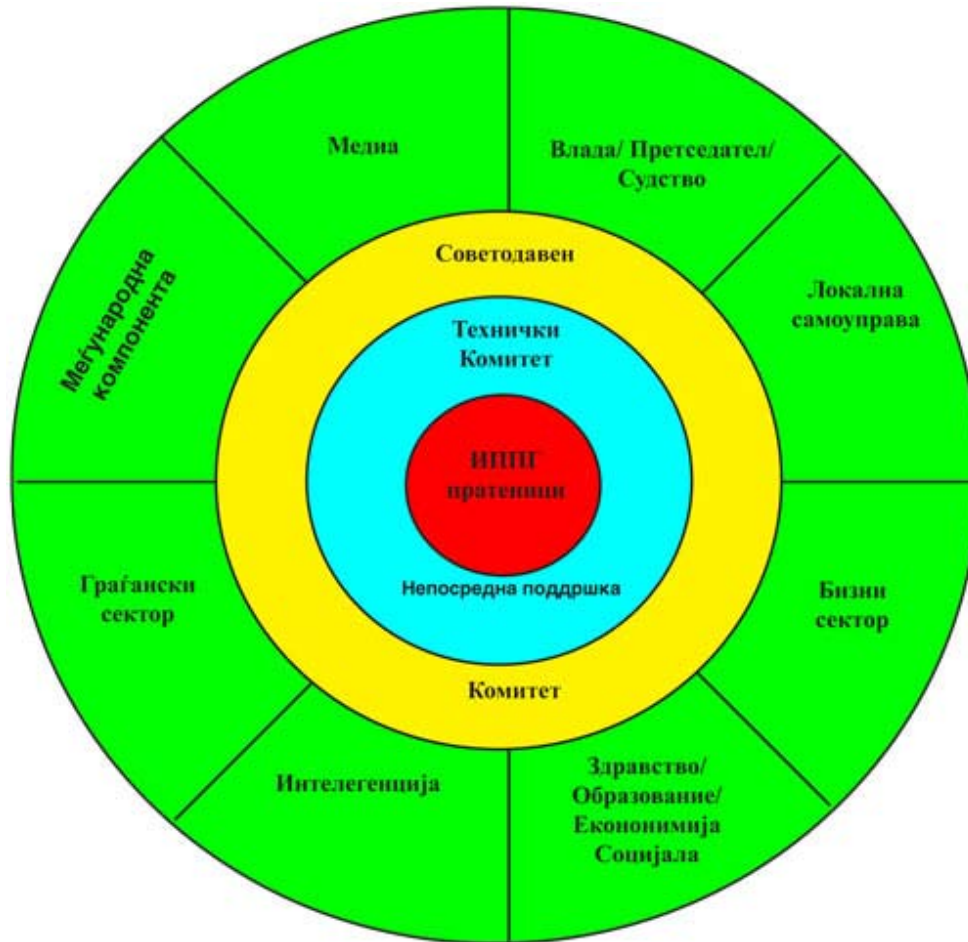 Медиа
Влада/ Претседател/
Судство
Меѓународна
компонента
Советодавен
Локална
самоуправа
Технички
Комитет
ИППГ
пратеници
Непосредна поддршка
Граѓански
сектор
Бизни
сектор
Комитет
Интелегенција
Здравство/
Образование/
Екононимија
Социјала